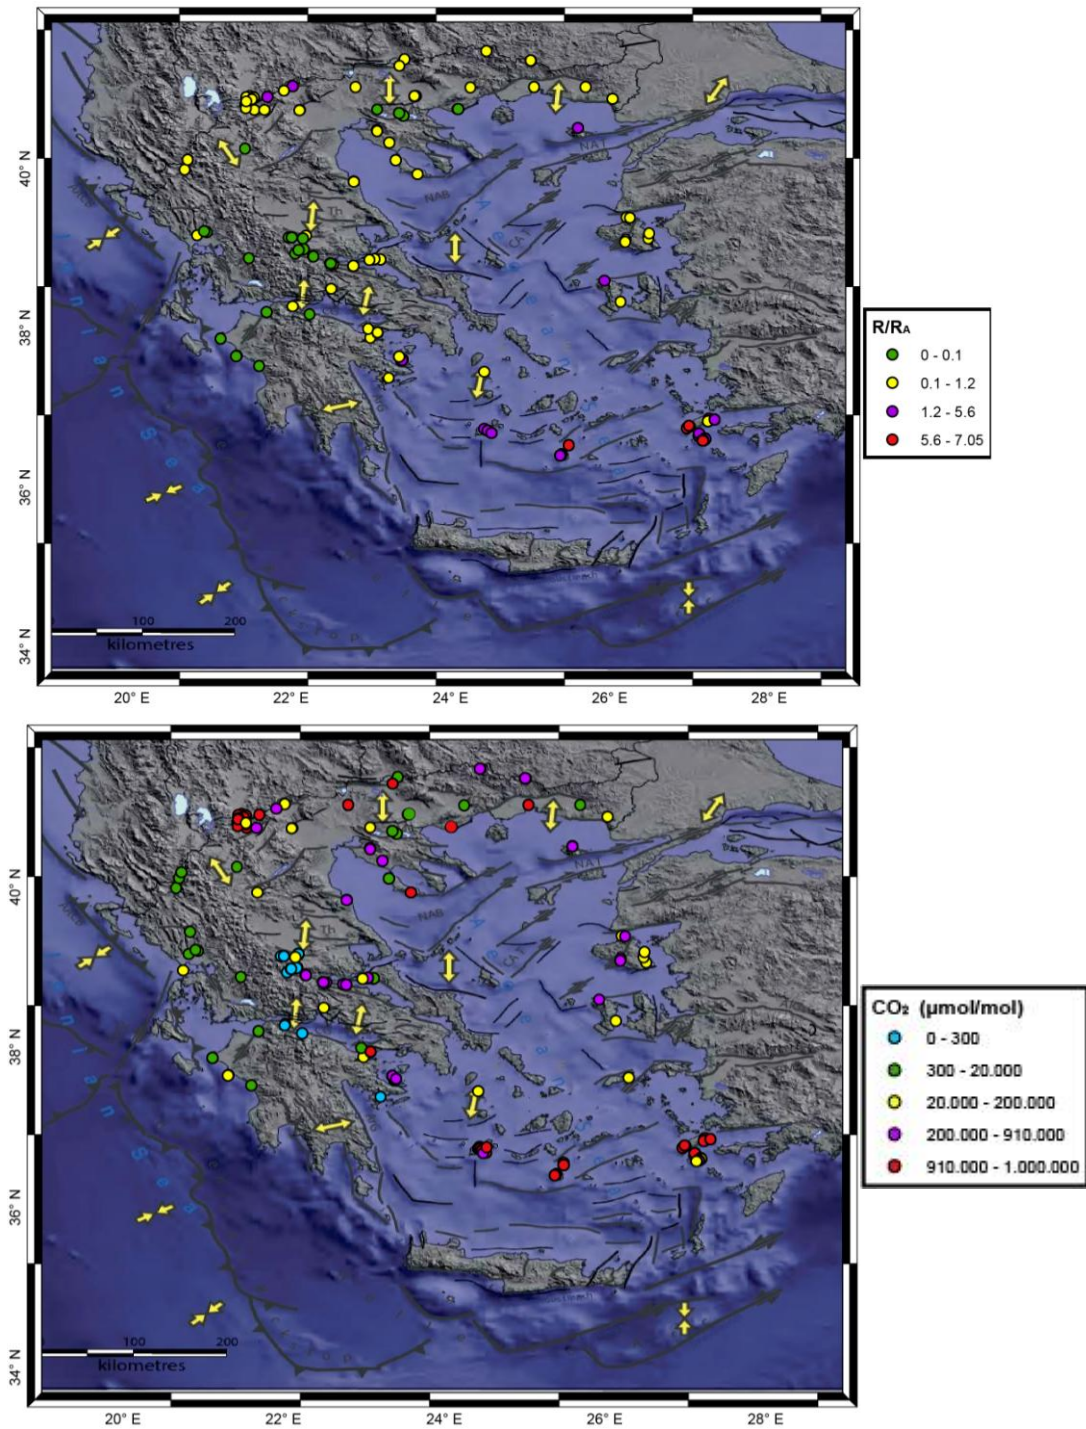 40° N
38° N
36° N
34° N
NAT
NAB
Th
100
200
kilometres
20° E
22° E
24° E
26° E
28° E
R/RA
0 - 0.1
0.1 - 1.2
1.2 - 5.6
5.6 - 7.05
40° N
38° N
36° N
34° N
NAT
NAB
Th
100
200
kilometres
20° E
22° E
24° E
26° E
28° E
CO₂ (µmol/mol)
0 - 300
300 - 20.000
20.000 - 200.000
200.000 - 910.000
910.000 - 1.000.000